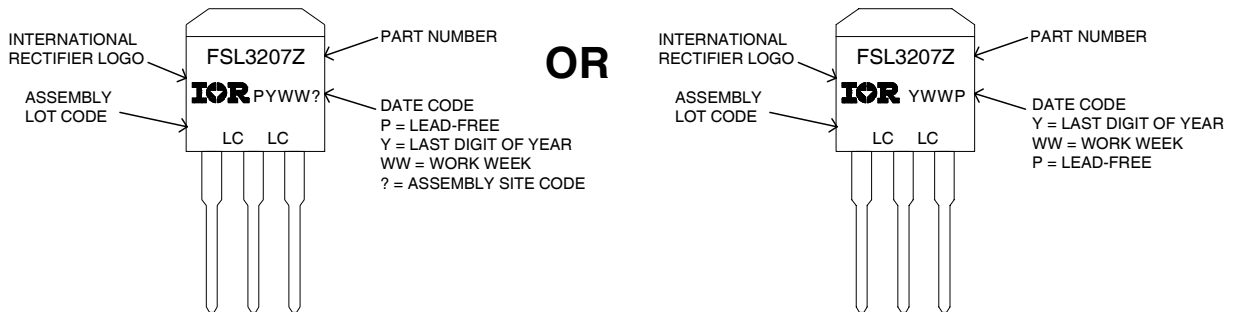 INTERNATIONAL
RECTIFIER LOGO
ASSEMBLY
LOT CODE
FSL3207Z
IOR PYWW?
LC LC
PART NUMBER
DATE CODE
P = LEAD-FREE
Y = LAST DIGIT OF YEAR
WW = WORK WEEK
? = ASSEMBLY SITE CODE
OR
INTERNATIONAL
RECTIFIER LOGO
ASSEMBLY
LOT CODE
FSL3207Z
IOR YWWP
LC LC
PART NUMBER
DATE CODE
Y = LAST DIGIT OF YEAR
WW = WORK WEEK
P = LEAD-FREE